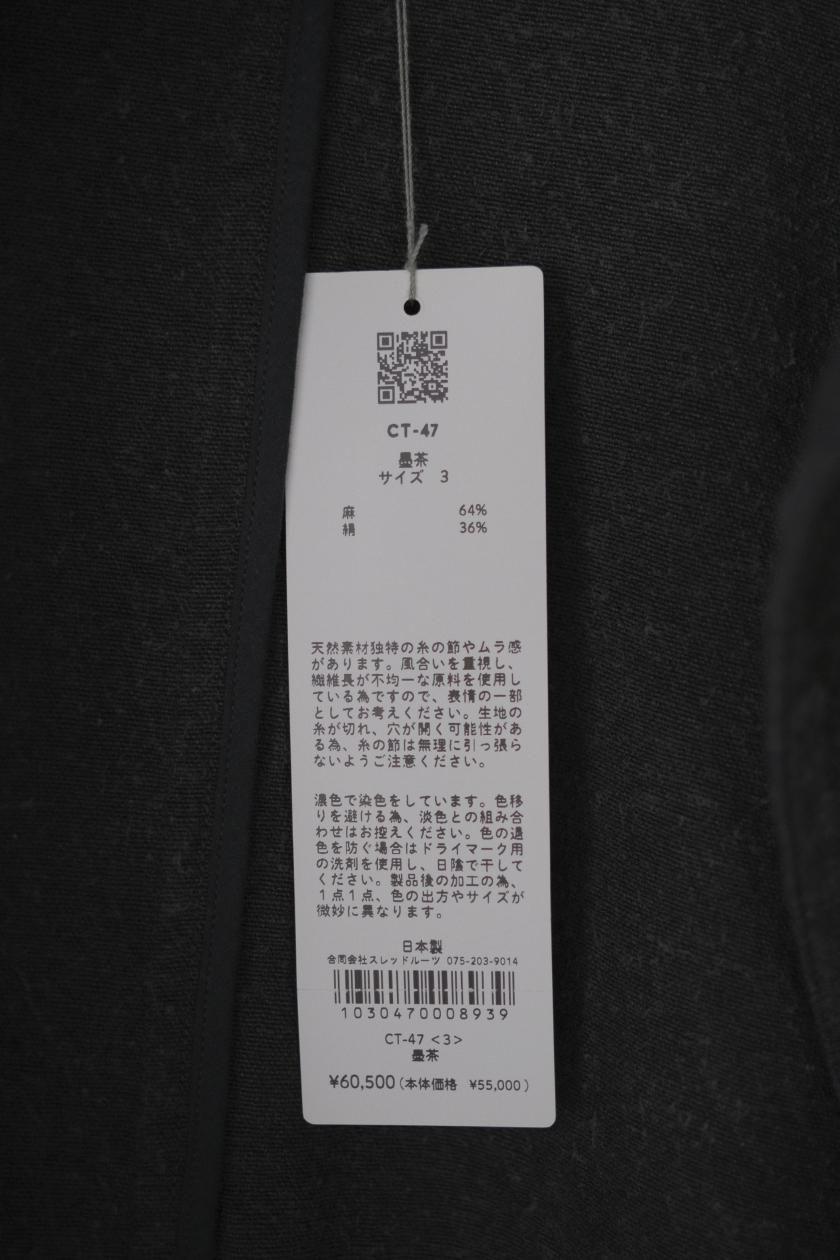 CT-47
墨茶
サイズ 3
麻 64%
絹 36%
天然素材独特の糸の節やムラ感
があります。風合いを重視し、
繊維長が不均一な原料を使用し
ている為ですので、表情の一部
としてお考えください。生地の
糸が切れ、穴が開く可能性があ
る為、糸の節は無理に引っ張ら
ないようご注意ください。
濃色で染色をしています。色移
りを避ける為、淡色との組み合
わせはお控えください。色の退
色を防ぐ場合はドライマーク用
の洗剤を使用し、日陰で干して
ください。製品後の加工の為、
1点1点、色の出方やサイズが
微妙に異なります。
日本製
合同会社スレッドルーツ 075-203-9014
1030470008939
CT-47 <3>
墨茶
¥60,500(本体価格 ¥55,000)